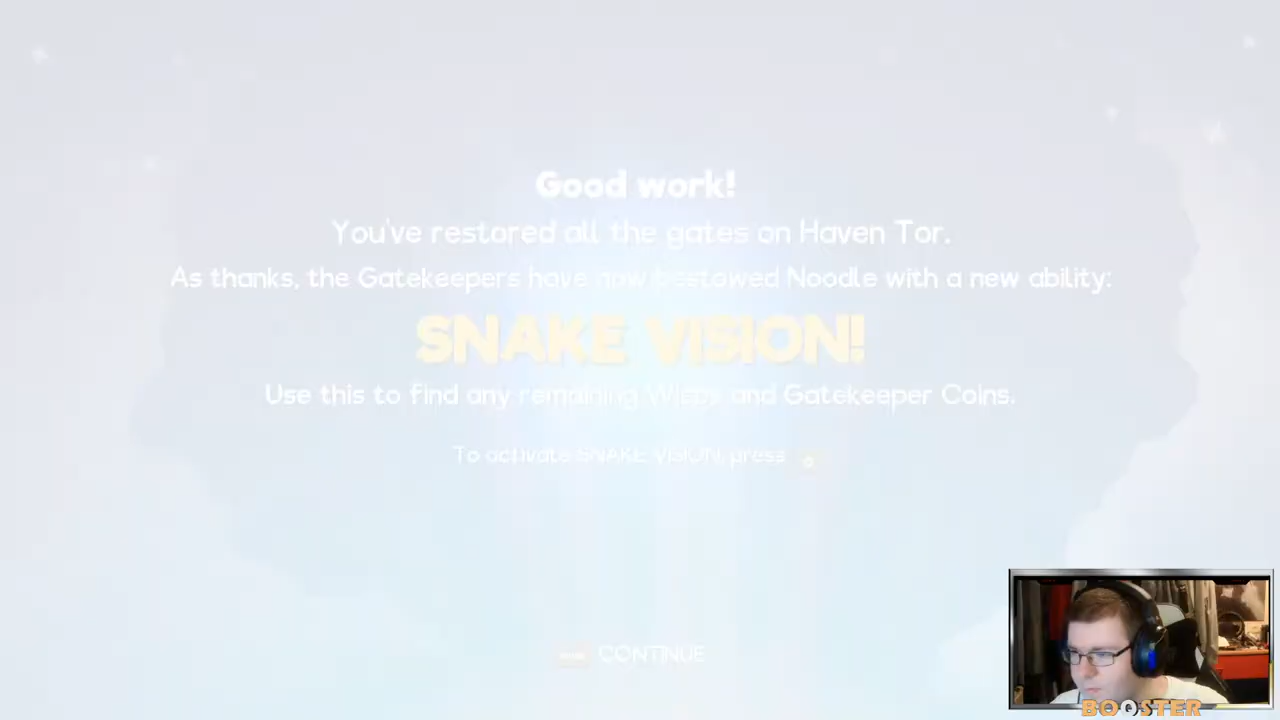 Good work!
You've restored all the gates on Haven Tor.
As thanks, the Gatekeepers have now bestowed Noodle with a new ability:
SNAKE VISION!
Use this to find any remaining Wisps and Gatekeeper Coins.
To activate SNAKE VISION, press
CONTINUE
BOOSTER